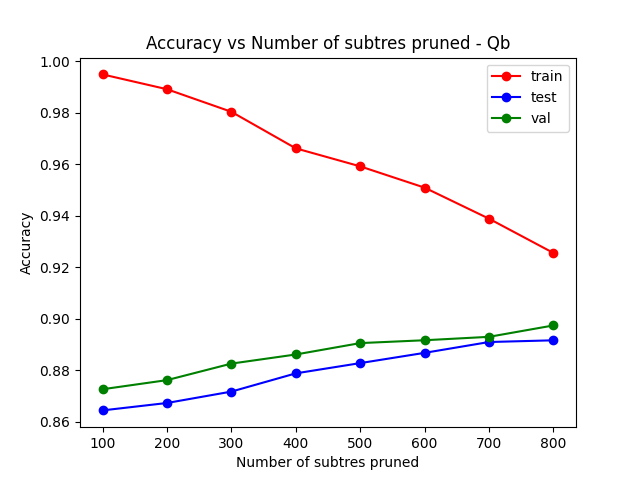 Accuracy vs Number of subtres pruned - Qb
1.00
0.98
0.96
0.94
0.92
0.90
0.88
0.86
Accuracy
train
test
val
100 200 300 400 500 600 700 800
Number of subtres pruned